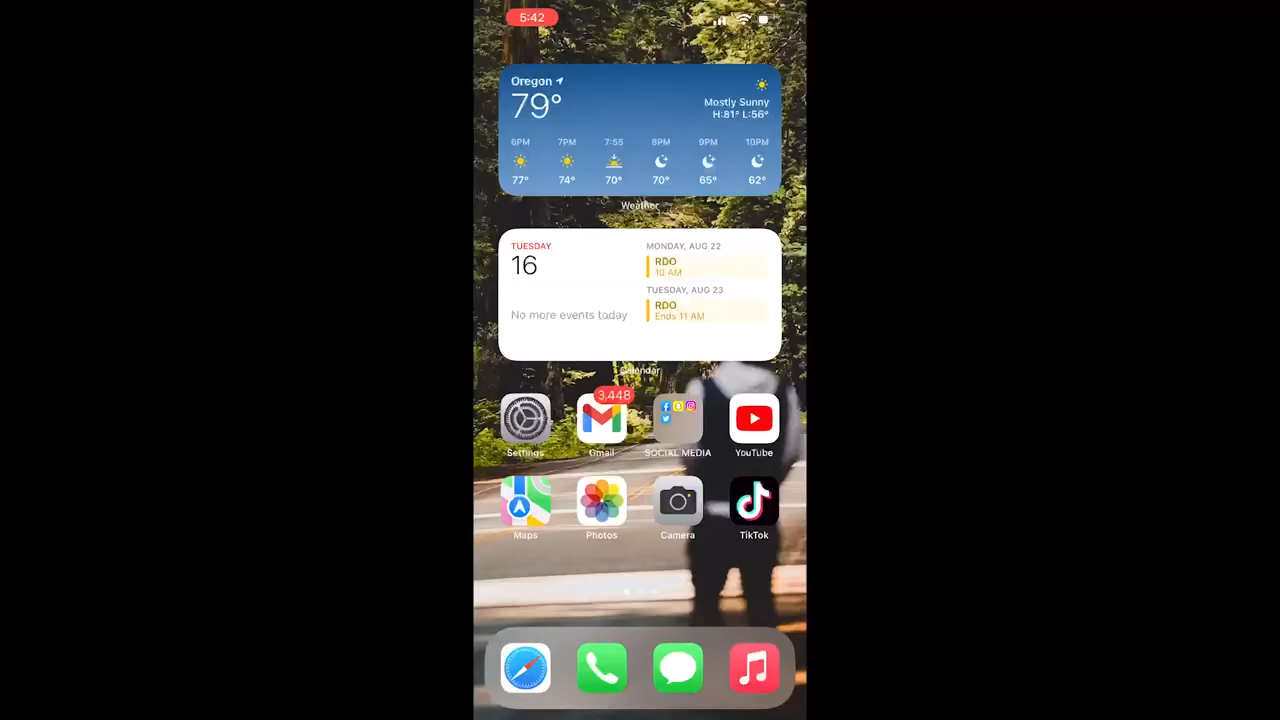 5:42
Oregon
79°
Mostly Sunny
H:81° L:56°
6PM 7PM 7:55 8PM 9PM 10PM
77° 74° 70° 70° 65° 62°
Weather
TUESDAY
16
No more events today
MONDAY, AUG 22
RDO
10 AM
TUESDAY, AUG 23
RDO
Ends 11 AM
Calendar
3,448
Settings Gmail SOCIAL MEDIA YouTube
Maps Photos Camera TikTok